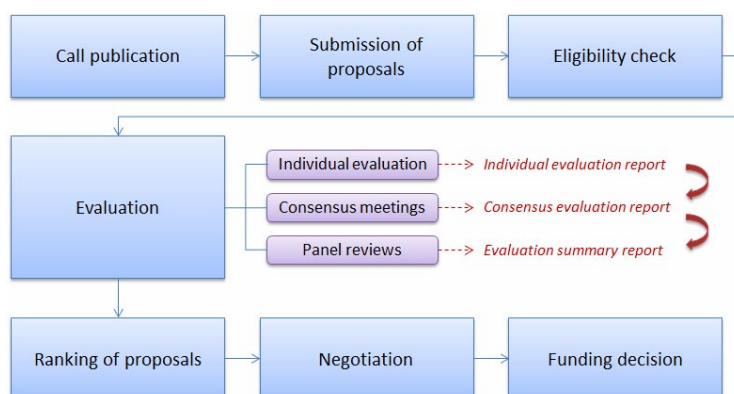 Call publication
Submission of
proposals
Eligibility check
Evaluation
Individual evaluation
Individual evaluation report
Consensus meetings
Consensus evaluation report
Panel reviews
Evaluation summary report
Ranking of proposals
Negotiation
Funding decision